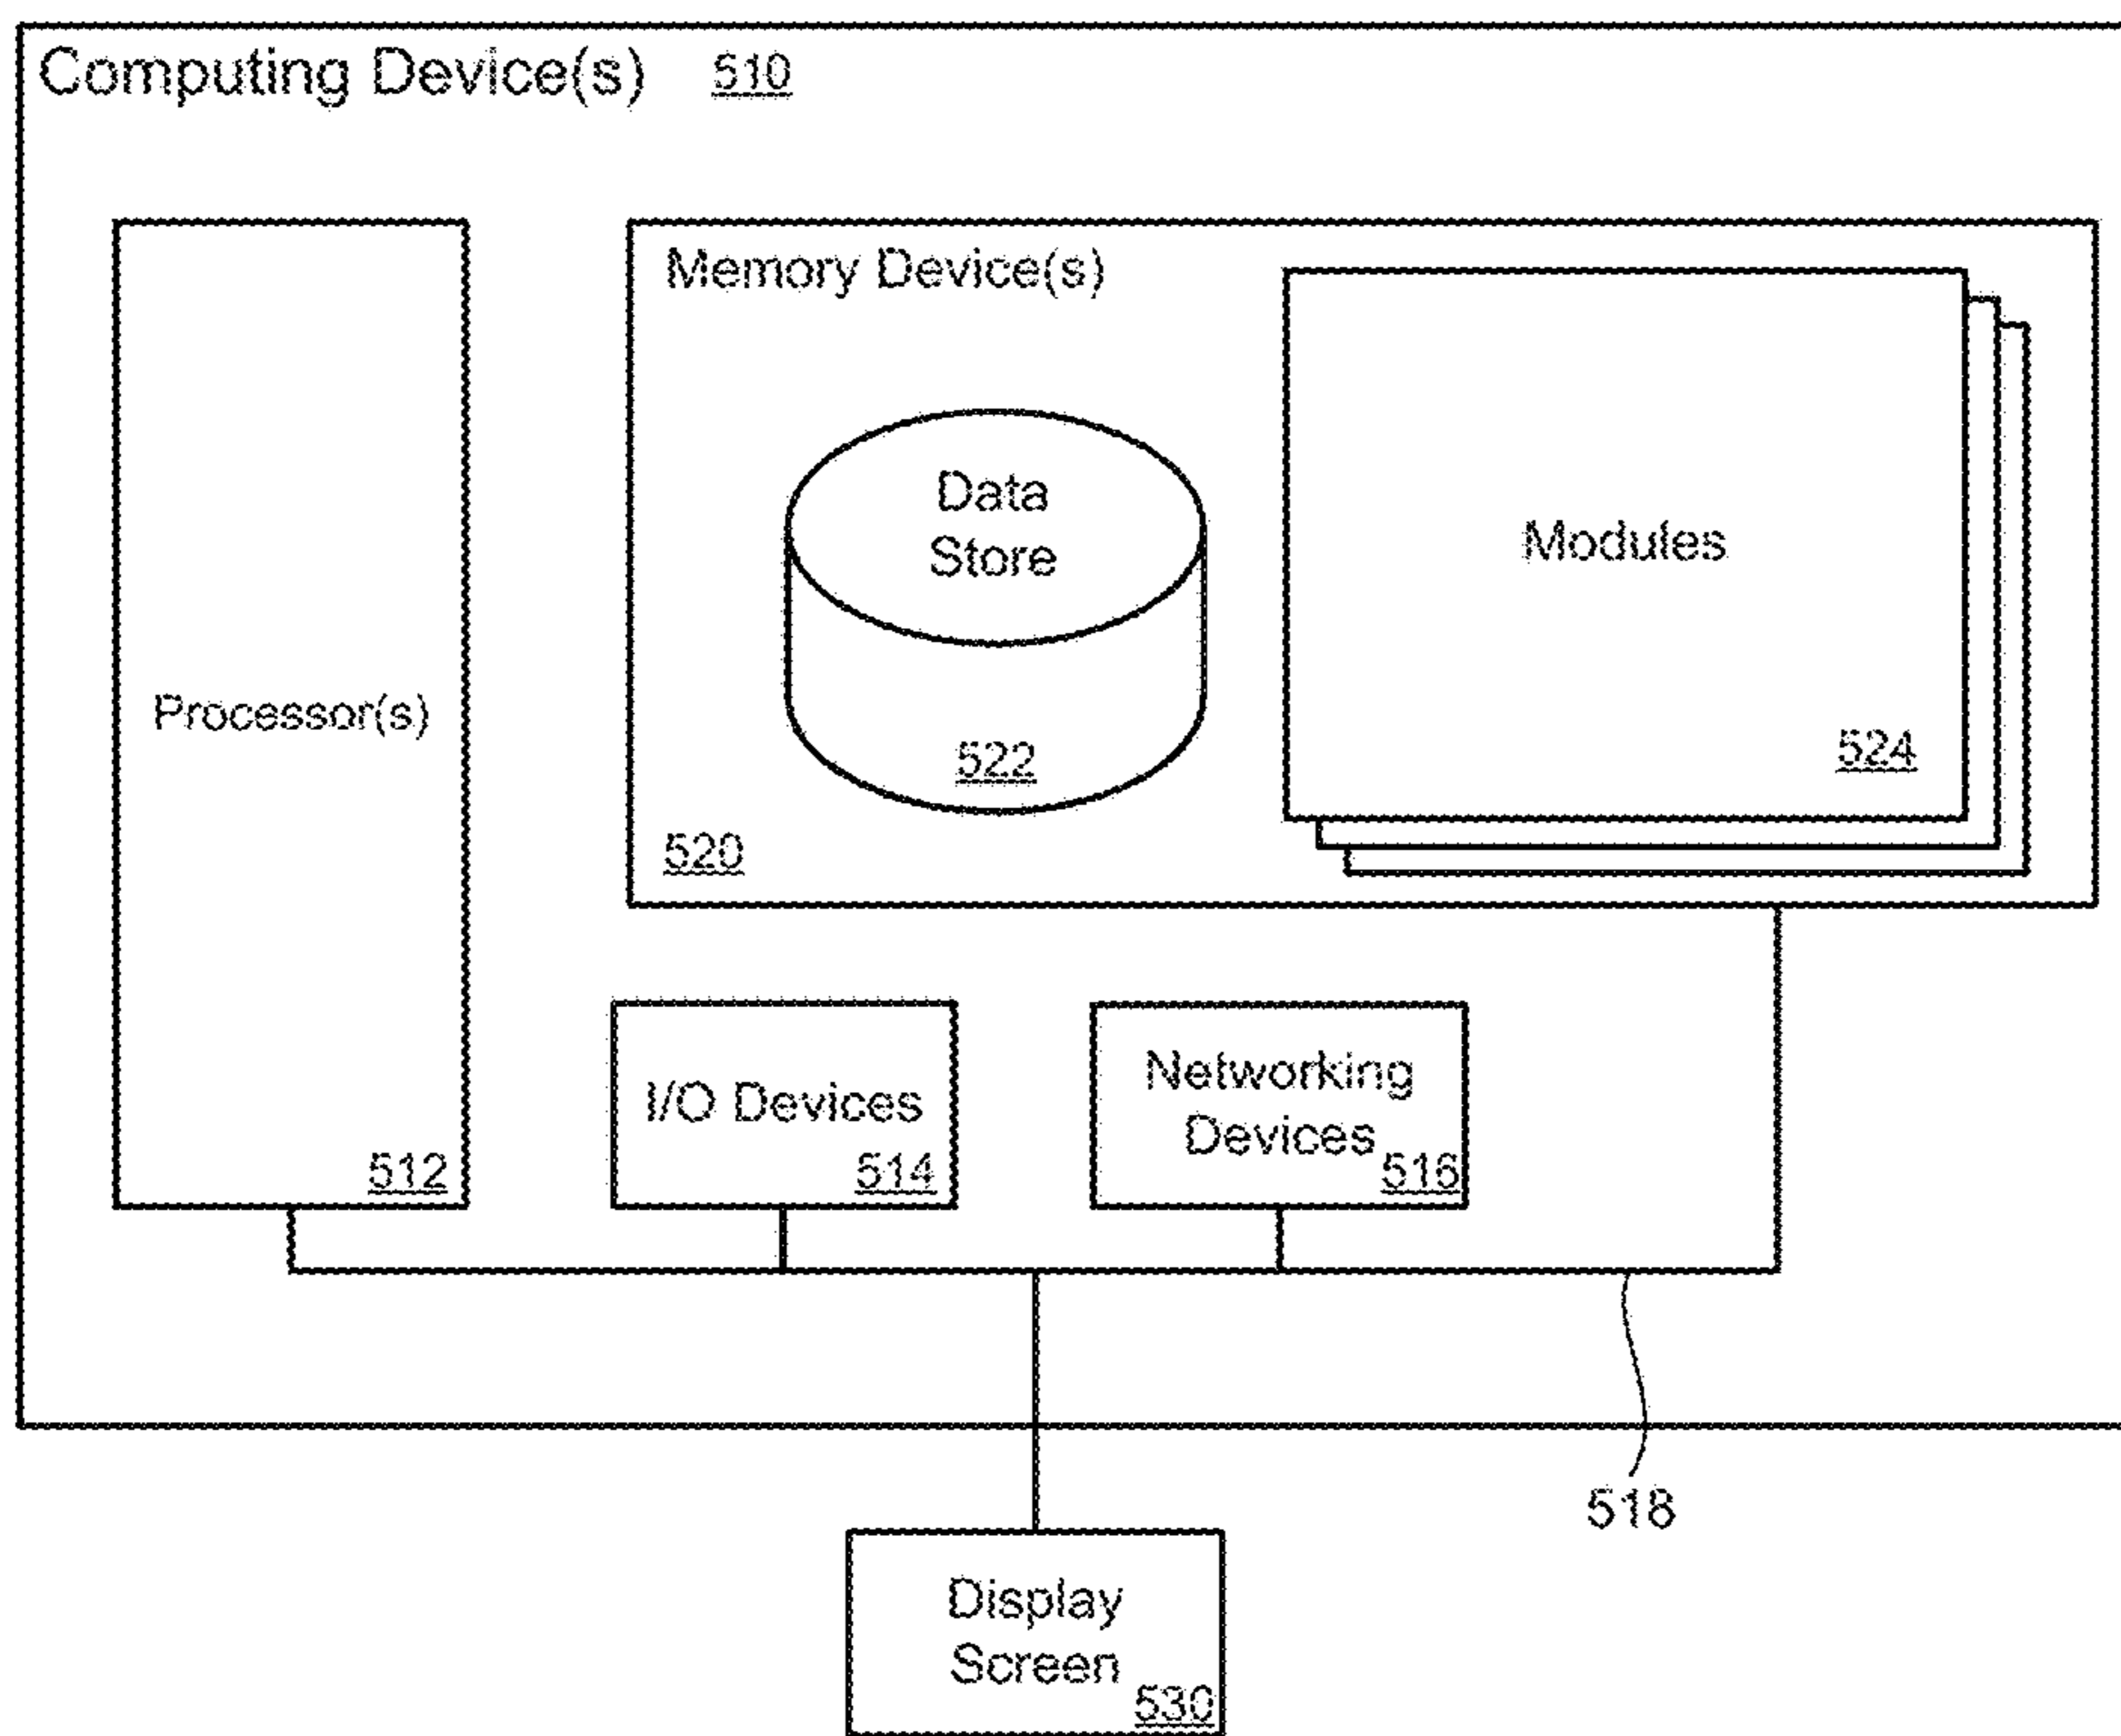 Computing Device(s) 510
Memory Device(s)
Data
Store
522
Modules
524
520
Processor(s)
512
I/O Devices
514
Networking
Devices
516
518
Display
Screen
530